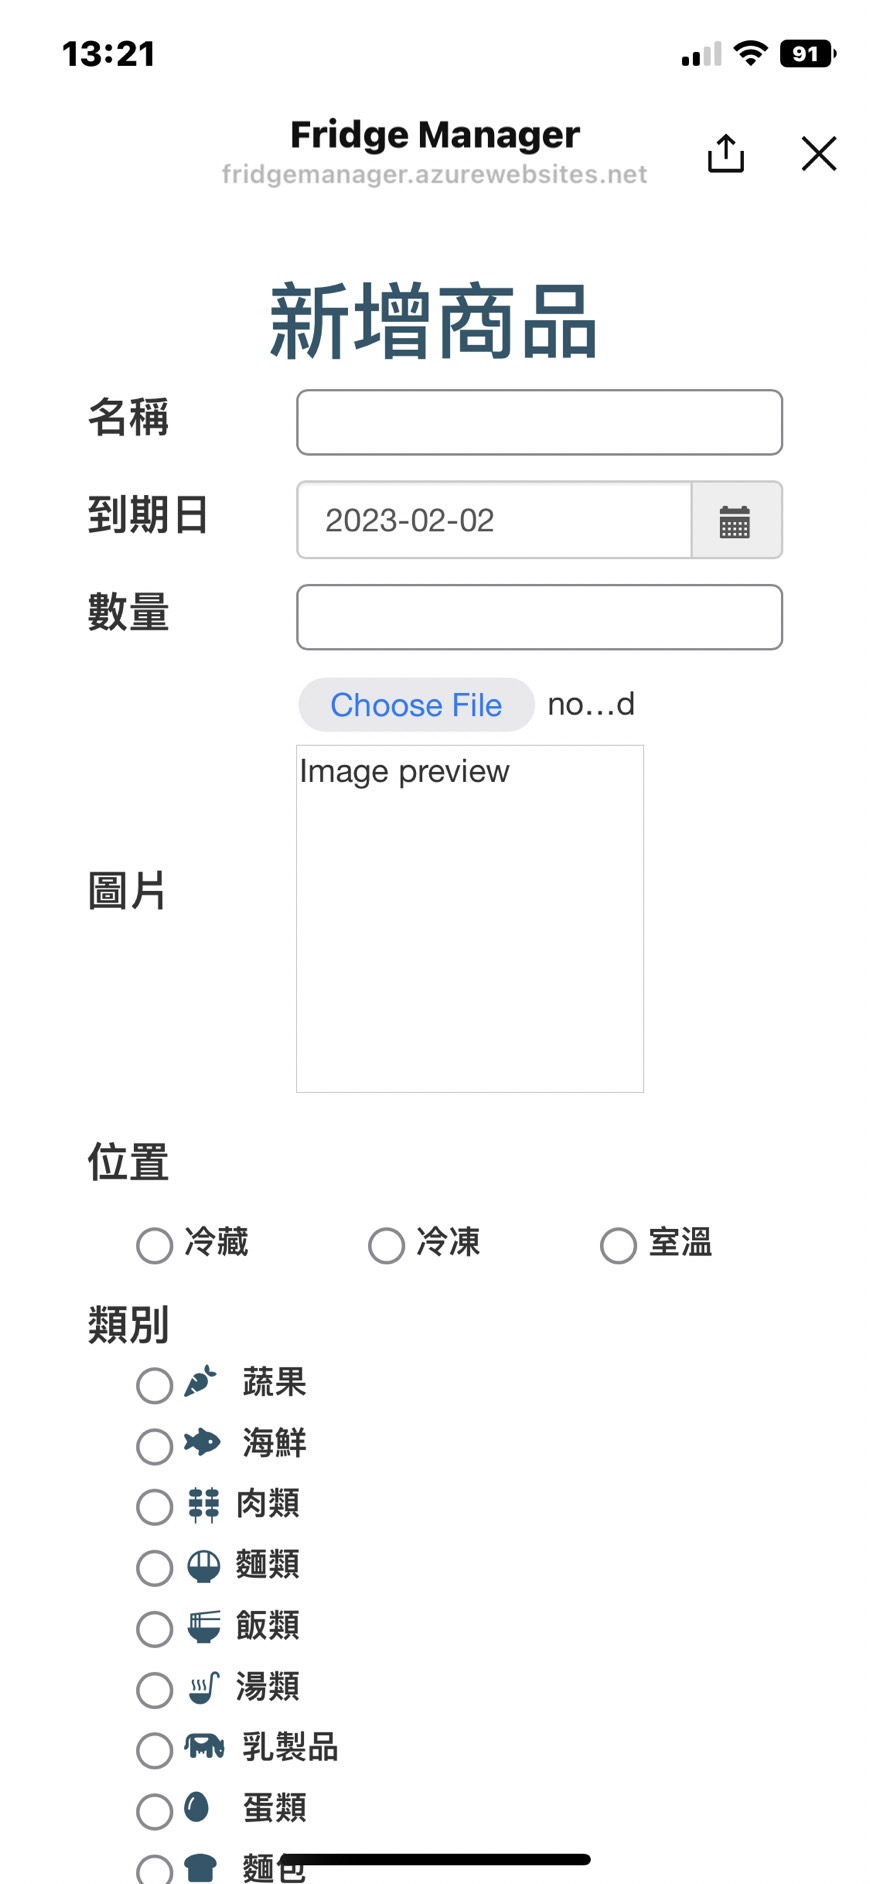 13:21
91
Fridge Manager
fridgemanager.azurewebsites.net
新增商品
名稱
到期日 2023-02-02
數量
Choose File no...d
Image preview
圖片
位置
冷藏 冷凍 室溫
類別
蔬果
海鮮
肉類
麵類
飯類
湯類
乳製品
蛋類
麵包